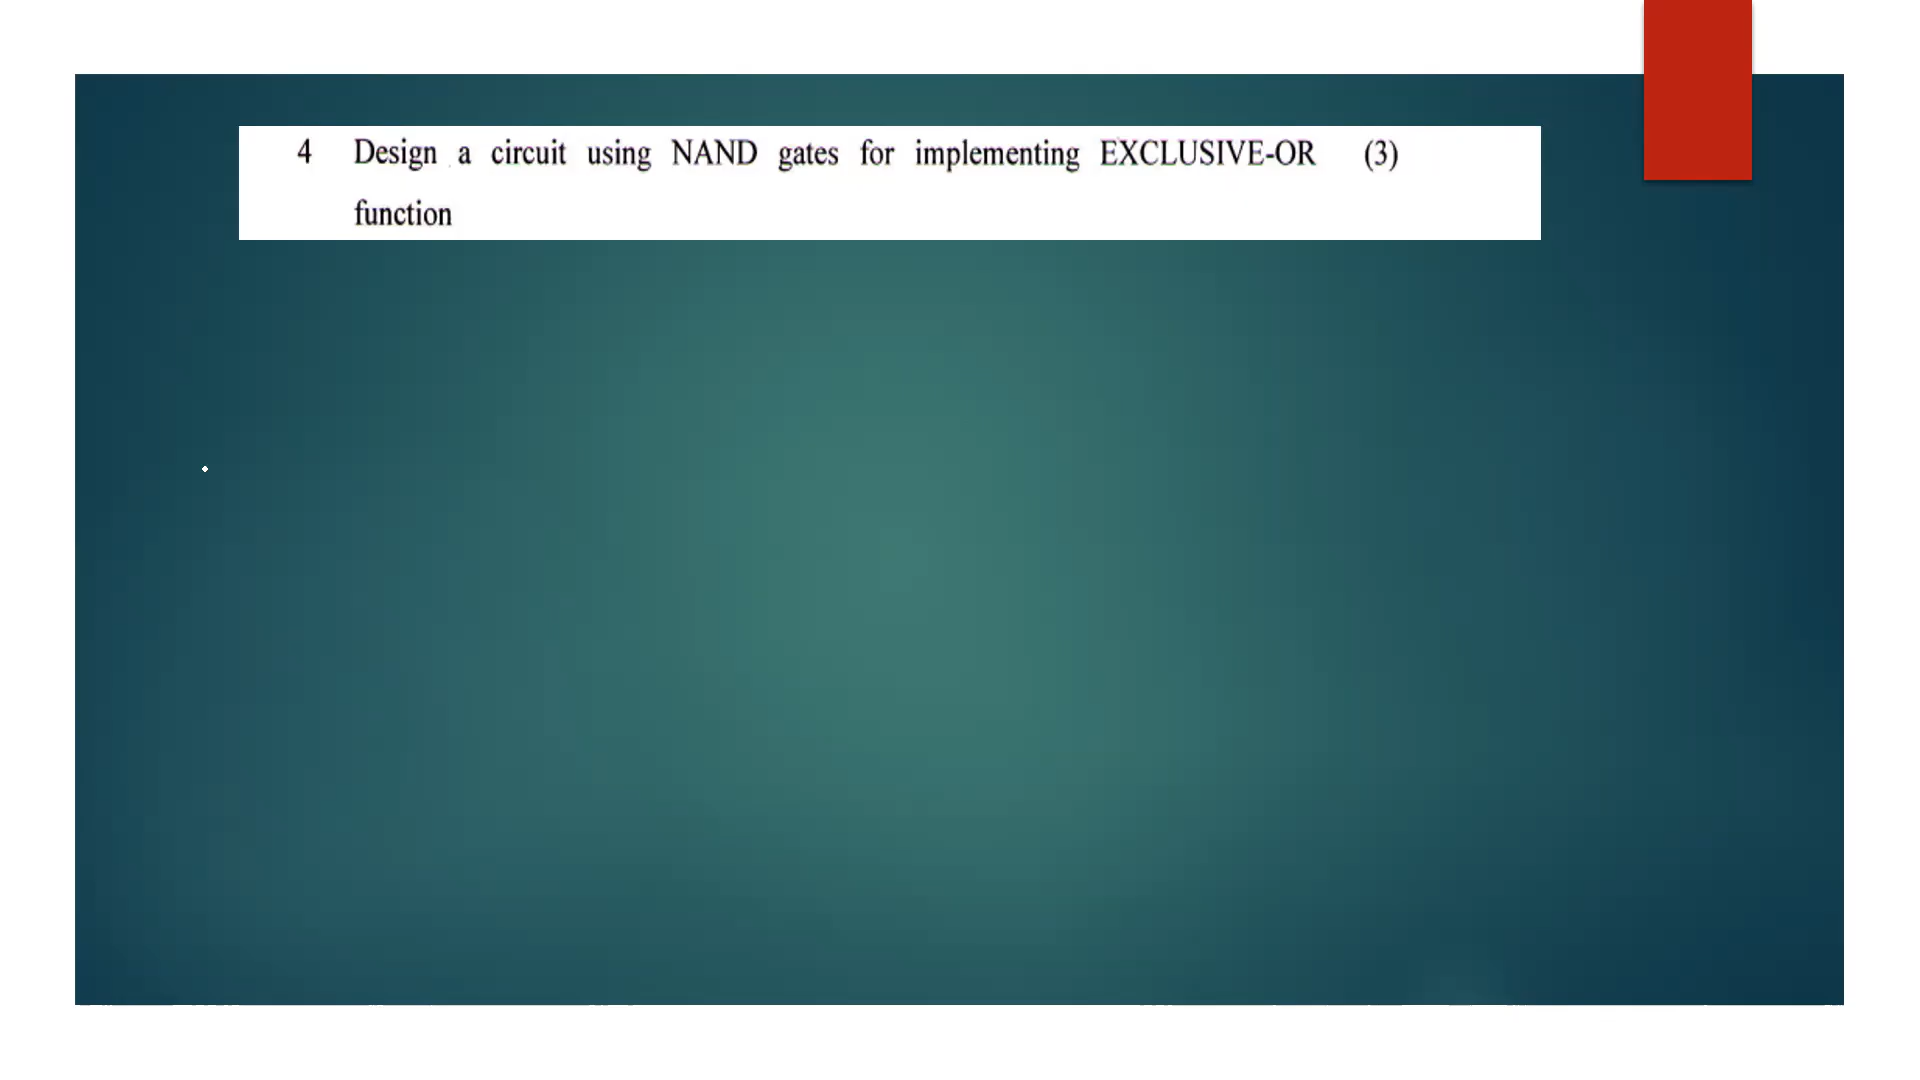 4 Design a circuit using NAND gates for implementing EXCLUSIVE-OR (3)
function